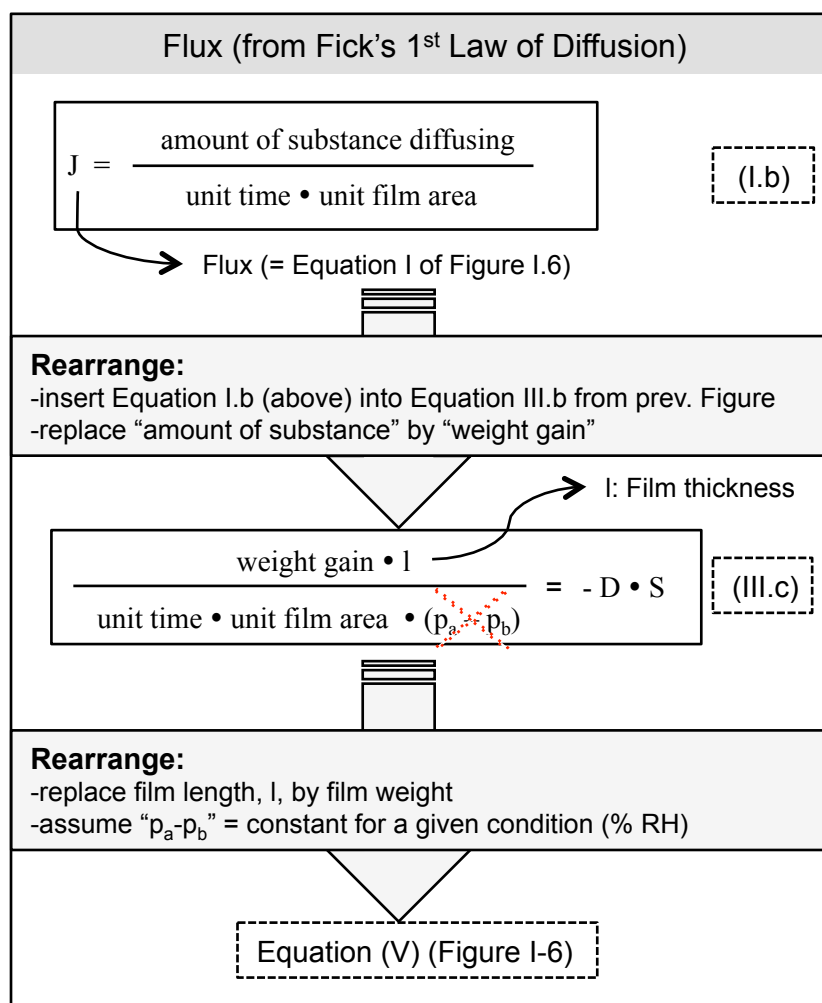 Flux (from Fick's 1st Law of Diffusion)
J = amount of substance diffusing
unit time • unit film area
(I.b)
Flux (= Equation I of Figure I.6)
Rearrange:
-insert Equation I.b (above) into Equation III.b from prev. Figure
-replace “amount of substance” by “weight gain”
l: Film thickness
weight gain • l
unit time • unit film area • (pa - pb)
= - D • S
(III.c)
Rearrange:
-replace film length, l, by film weight
-assume “pa-pb” = constant for a given condition (% RH)
Equation (V) (Figure I-6)